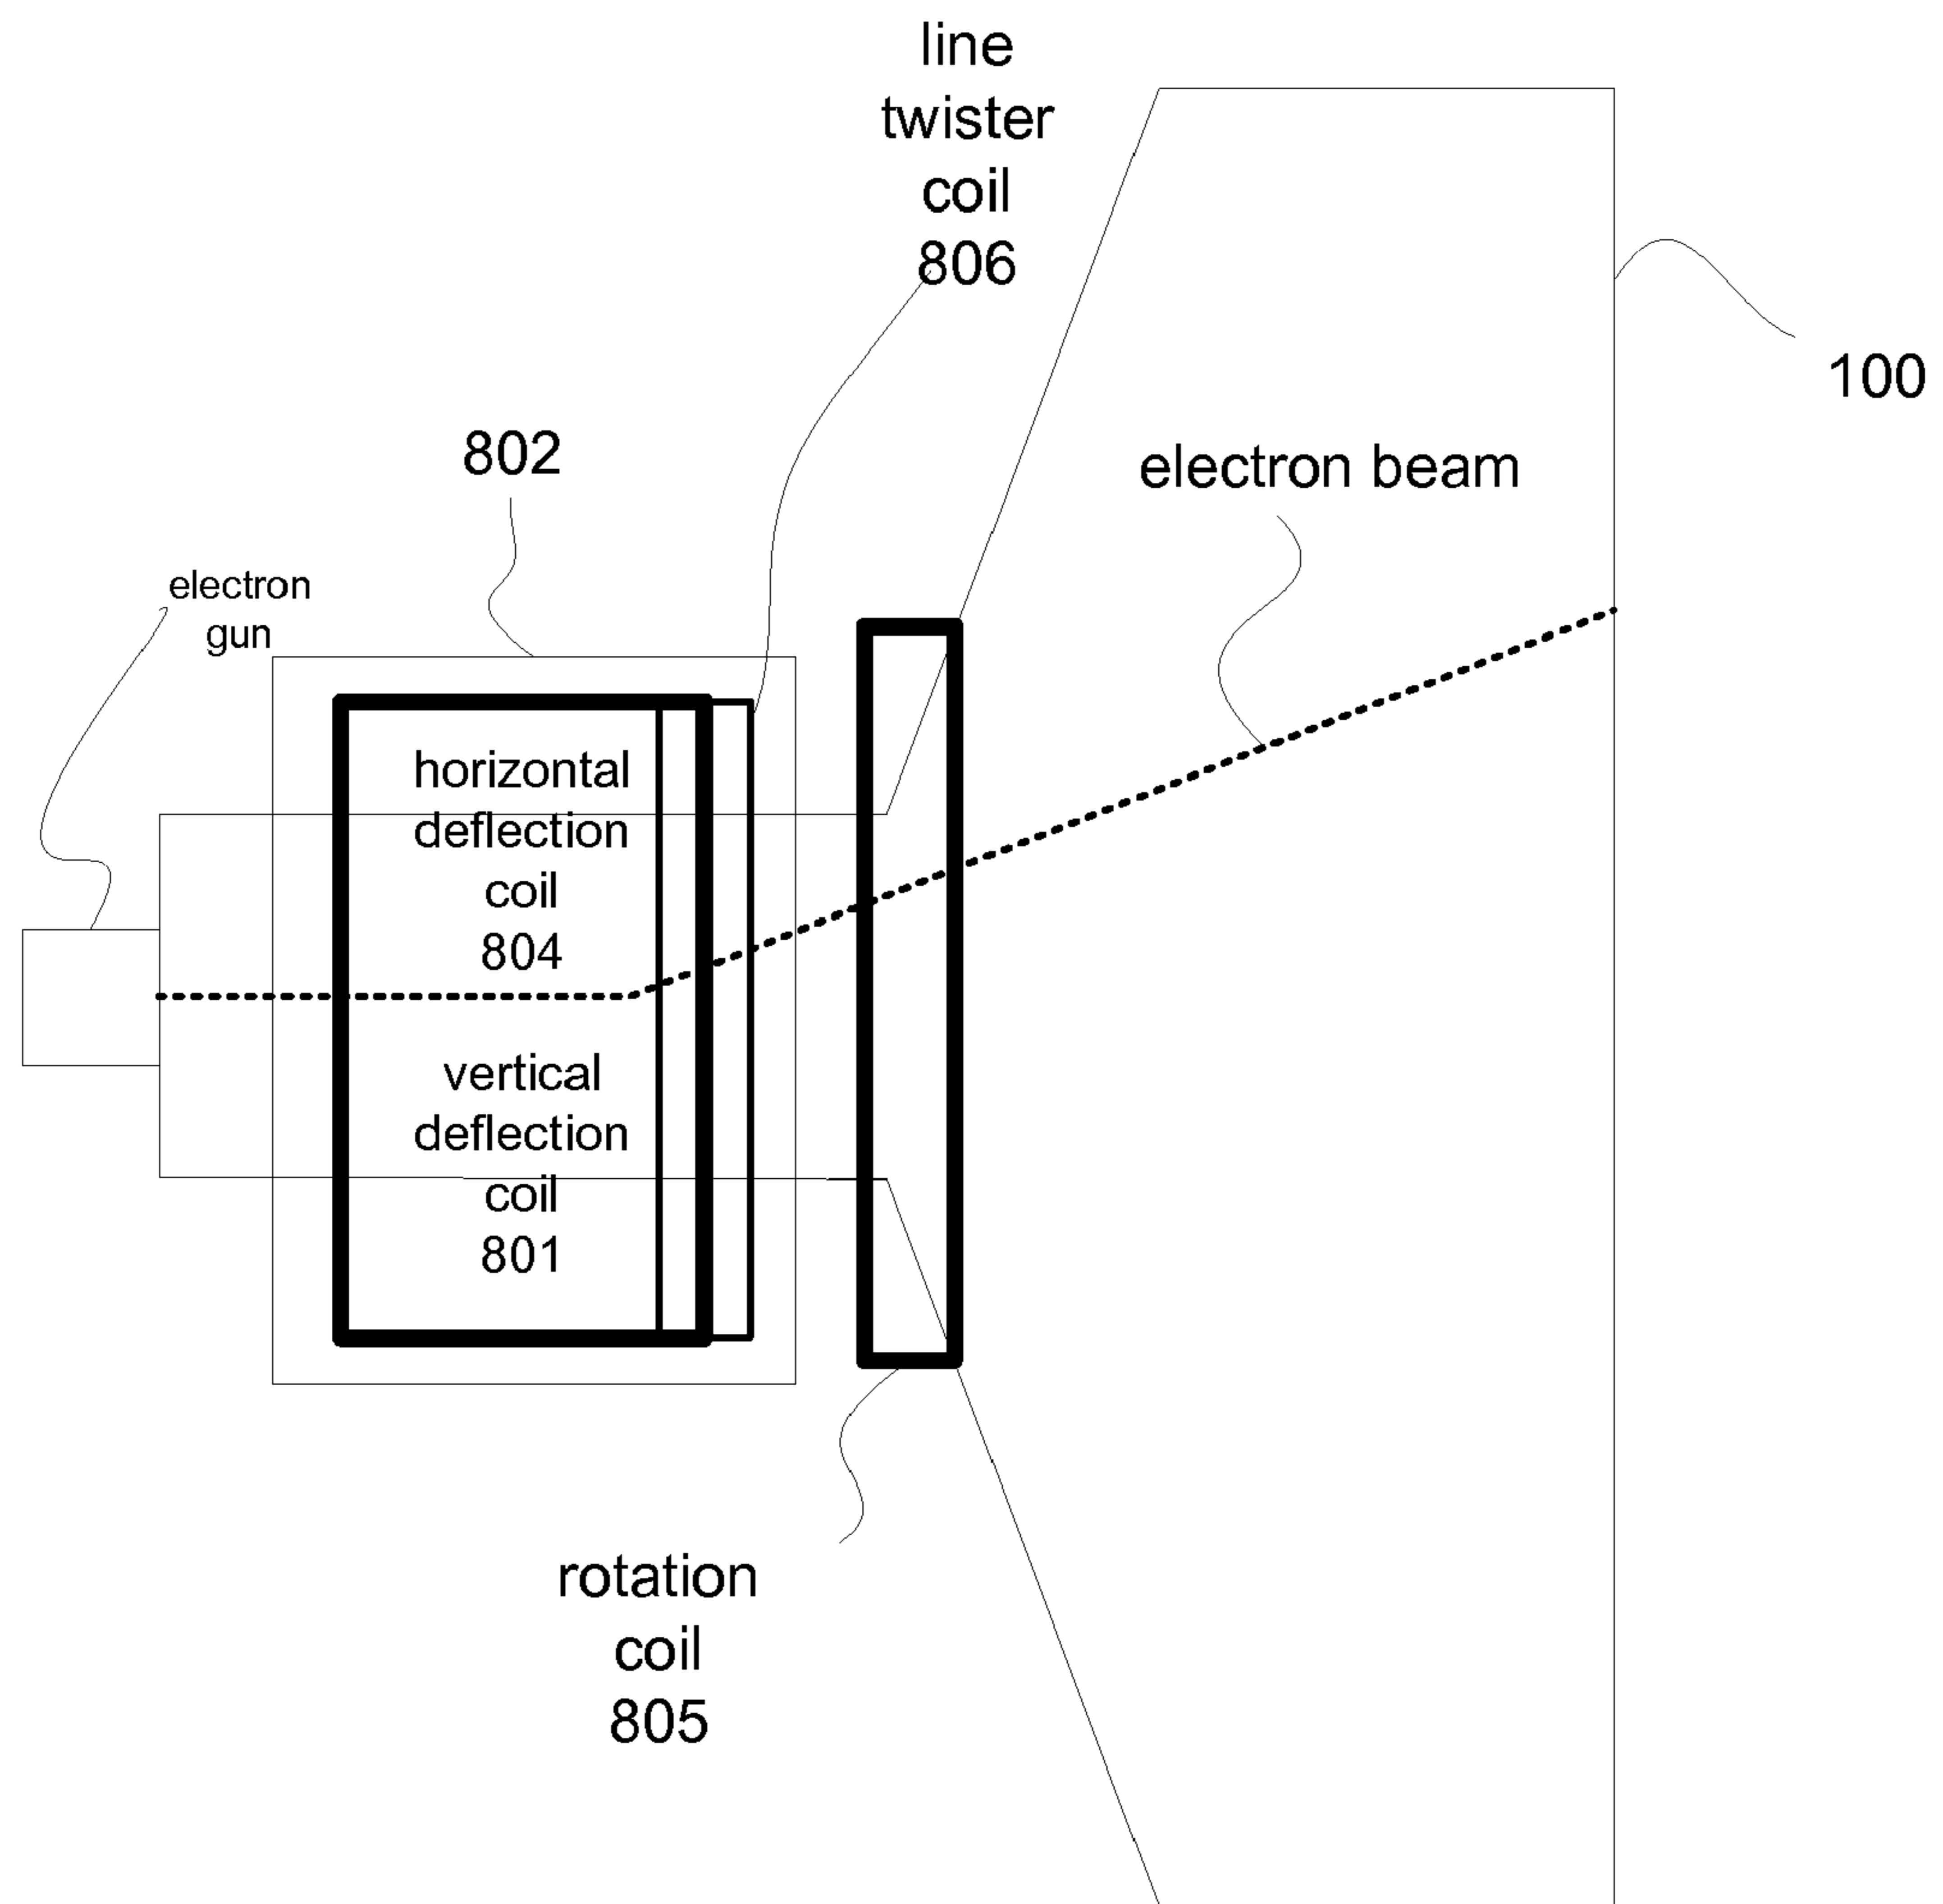 line
twister
coil
806
100
802
electron beam
electron
gun
horizontal
deflection
coil
804
vertical
deflection
coil
801
rotation
coil
805